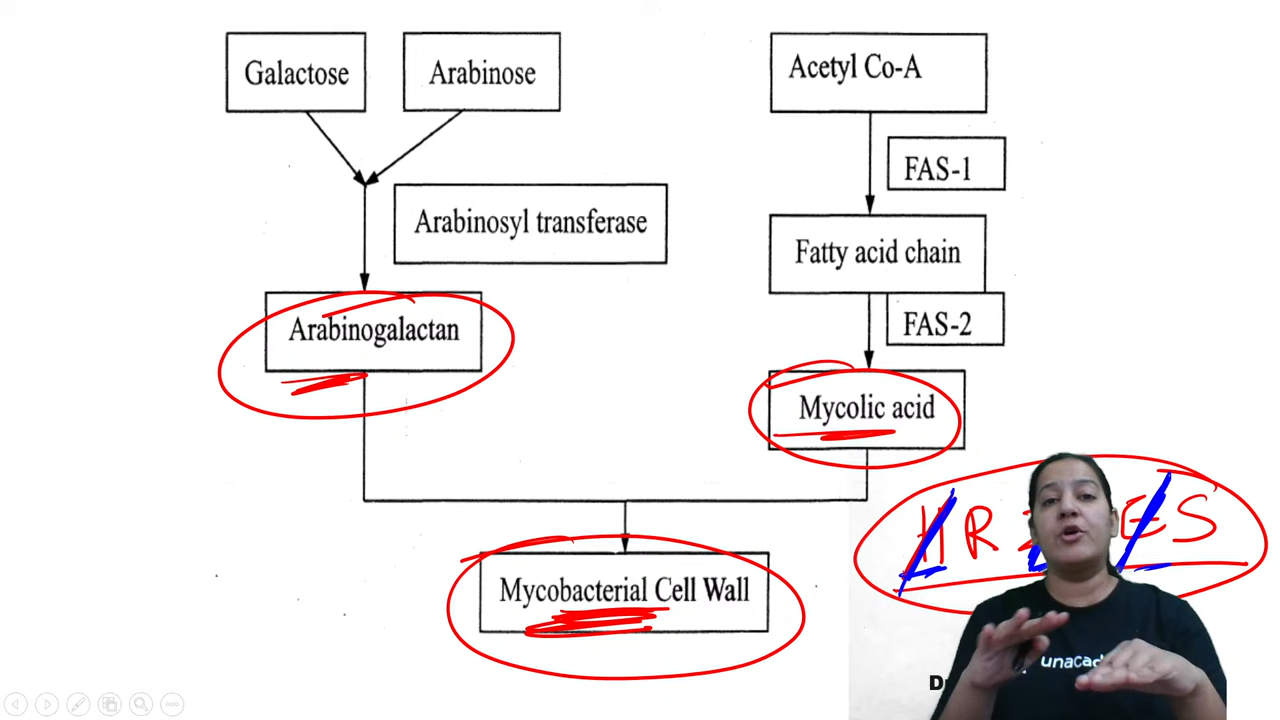 Galactose
Arabinose
Acetyl Co-A
FAS-1
Arabinosyl transferase
Fatty acid chain
FAS-2
Arabinogalactan
Mycolic acid
H R E S
Mycobacterial Cell Wall
unacad